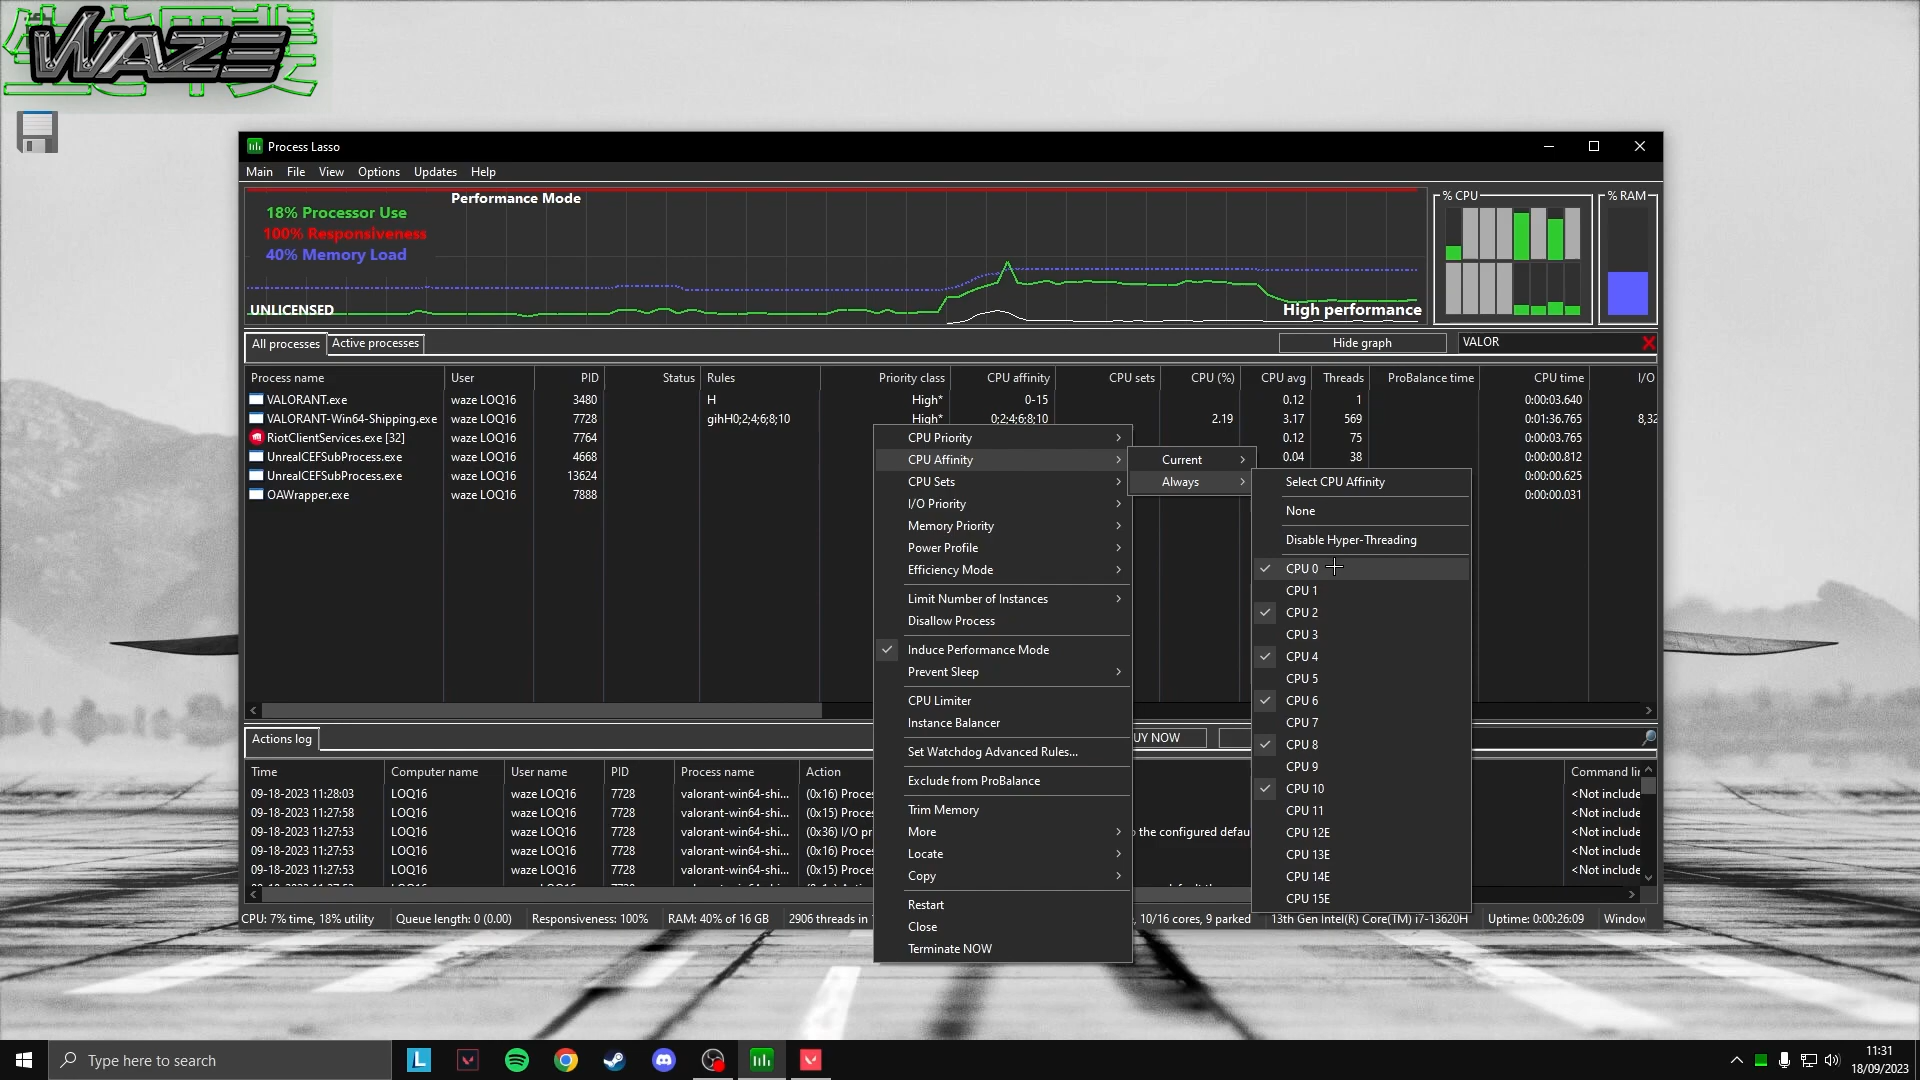 WAZE
Process Lasso
Main File View Options Updates Help
Performance Mode
18% Processor Use
100% Responsiveness
40% Memory Load
UNLICENSED
High performance
% CPU
% RAM
All processes
Active processes
Hide graph
VALOR
Process name User PID Status Rules Priority class CPU affinity CPU sets CPU (%) CPU avg Threads ProBalance time CPU time I/O
VALORANT.exe waze LOQ16 3480 H High* 0-15 0.12 1 0:00:03.640
VALORANT-Win64-Shipping.exe waze LOQ16 7728 gihH0;2;4;6;8;10 High* 0;2;4;6;8;10 2.19 3.17 569 0:01:36.765 8,32
RiotClientServices.exe [32] waze LOQ16 7764 0.12 75 0:00:03.765
UnrealCEFSubProcess.exe waze LOQ16 4668 0.04 38 0:00:00.812
UnrealCEFSubProcess.exe waze LOQ16 13624 0:00:00.625
OAWrapper.exe waze LOQ16 7888 0:00:00.031
CPU Priority
CPU Affinity
CPU Sets
I/O Priority
Memory Priority
Power Profile
Efficiency Mode
Limit Number of Instances
Disallow Process
Induce Performance Mode
Prevent Sleep
CPU Limiter
Instance Balancer
Set Watchdog Advanced Rules...
Exclude from ProBalance
Trim Memory
More
Locate
Copy
Restart
Close
Terminate NOW
Current
Always
Select CPU Affinity
None
Disable Hyper-Threading
CPU 0
CPU 1
CPU 2
CPU 3
CPU 4
CPU 5
CPU 6
CPU 7
CPU 8
CPU 9
CPU 10
CPU 11
CPU 12E
CPU 13E
CPU 14E
CPU 15E
Actions log
UY NOW
Time Computer name User name PID Process name Action Command lin
09-18-2023 11:28:03 LOQ16 waze LOQ16 7728 valorant-win64-shi... (0x16) Proces <Not include
09-18-2023 11:27:58 LOQ16 waze LOQ16 7728 valorant-win64-shi... (0x15) Proces <Not include
09-18-2023 11:27:53 LOQ16 waze LOQ16 7728 valorant-win64-shi... (0x36) I/O pr o the configured defau <Not include
09-18-2023 11:27:53 LOQ16 waze LOQ16 7728 valorant-win64-shi... (0x16) Proces <Not include
09-18-2023 11:27:53 LOQ16 waze LOQ16 7728 valorant-win64-shi... (0x15) Proces <Not include
CPU: 7% time, 18% utility Queue length: 0 (0.00) Responsiveness: 100% RAM: 40% of 16 GB 2906 threads in 1 e, 10/16 cores, 9 parked 13th Gen Intel(R) Core(TM) i7-13620H Uptime: 0:00:26:09 Window
Type here to search
L
11:31
18/09/2023